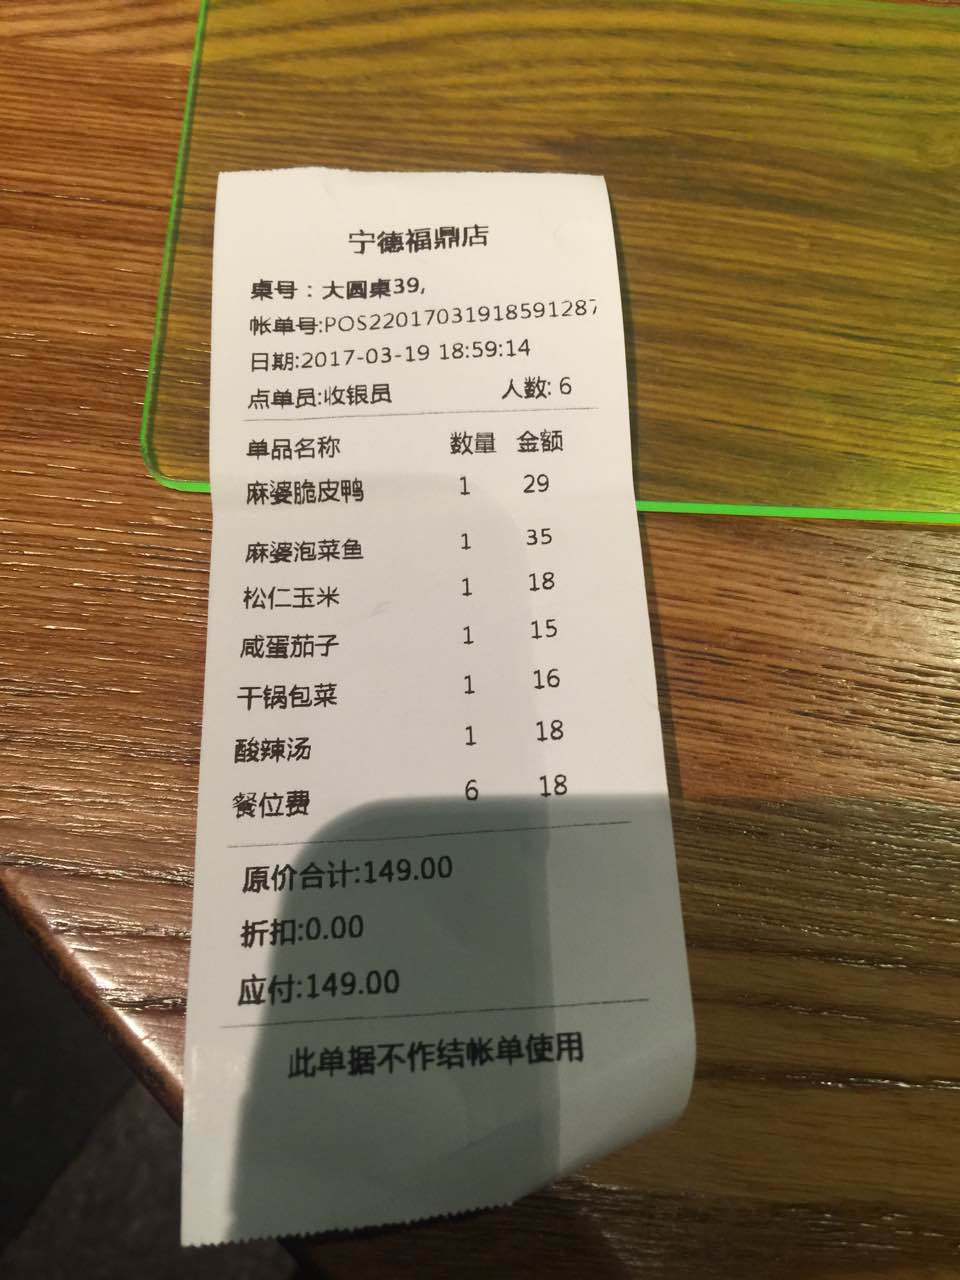 宁德福鼎店
桌号：大圆桌39,
帐单号:POS22017031918591287
日期:2017-03-19 18:59:14
点单员:收银员 人数: 6
单品名称 数量 金额
麻婆脆皮鸭 1 29
麻婆泡菜鱼 1 35
松仁玉米 1 18
咸蛋茄子 1 15
干锅包菜 1 16
酸辣汤 1 18
餐位费 6 18
原价合计:149.00
折扣:0.00
应付:149.00
此单据不作结帐单使用